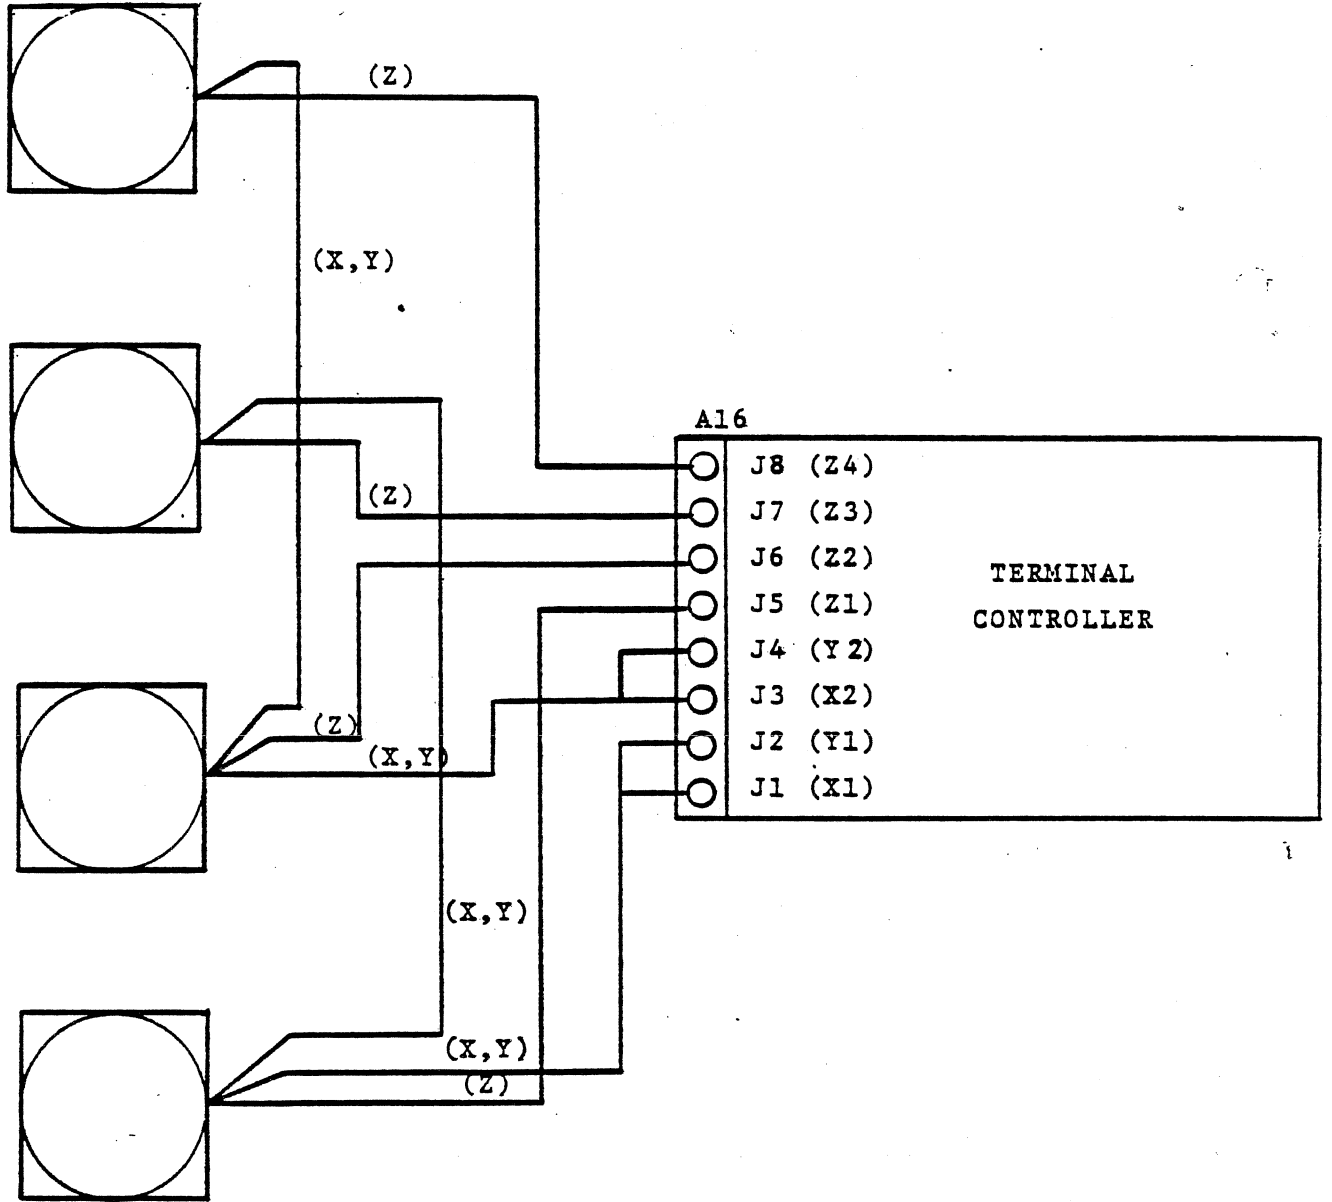 (Z)
(X,Y)
A16
J8 (Z4)
(Z)
J7 (Z3)
J6 (Z2)
TERMINAL
J5 (Z1)
CONTROLLER
J4 (Y2)
J3 (X2)
(Z)
J2 (Y1)
(X,Y)
J1 (X1)
(X,Y)
(X,Y)
(Z)